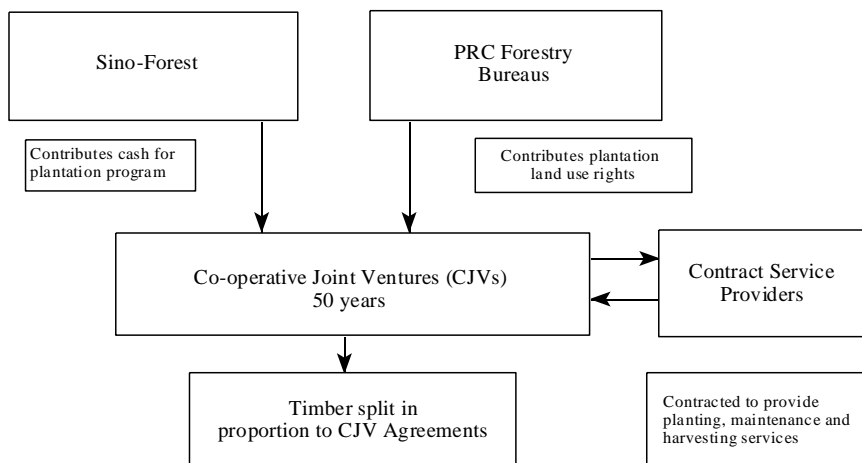 Sino-Forest
PRC Forestry
Bureaus
Contributes cash for
plantation program
Contributes plantation
land use rights
Co-operative Joint Ventures (CJVs)
50 years
Contract Service
Providers
Timber split in
proportion to CJV Agreements
Contracted to provide
planting, maintenance and
harvesting services